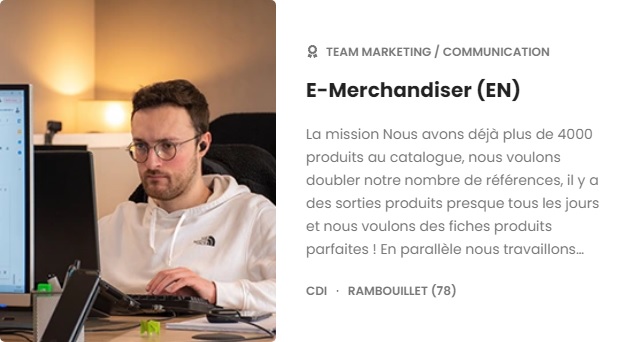 TEAM MARKETING / COMMUNICATION
E-Merchandiser (EN)
La mission Nous avons déjà plus de 4000
produits au catalogue, nous voulons
doubler notre nombre de références, il y a
des sorties produits presque tous les jours
et nous voulons des fiches produits
parfaites ! En parallèle nous travaillons...
CDI · RAMBOUILLET (78)